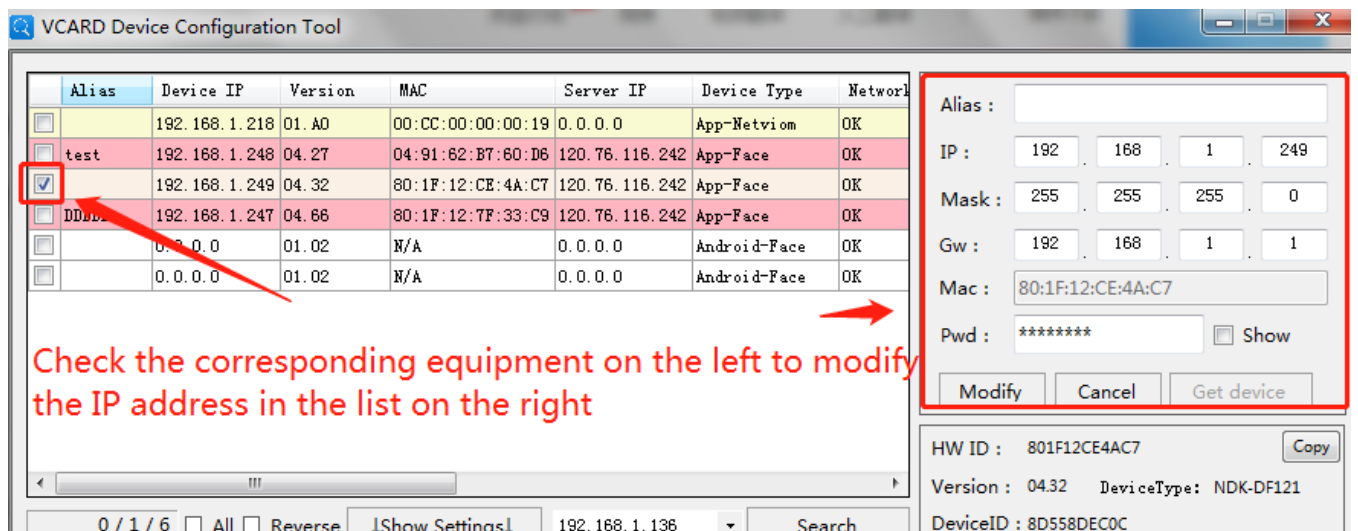 VCARD Device Configuration Tool
Alias Device IP Version MAC Server IP Device Type Network
192.168.1.218 01.A0 00:CC:00:00:00:19 0.0.0.0 App-Netviom OK
test 192.168.1.248 04.27 04:91:62:B7:60:D6 120.76.116.242 App-Face OK
192.168.1.249 04.32 80:1F:12:CE:4A:C7 120.76.116.242 App-Face OK
192.168.1.247 04.66 80:1F:12:7F:33:C9 120.76.116.242 App-Face OK
0.0.0.0 01.02 N/A 0.0.0.0 Android-Face OK
0.0.0.0 01.02 N/A 0.0.0.0 Android-Face OK
Check the corresponding equipment on the left to modify
the IP address in the list on the right
0 / 1 / 6 All Reverse ↓Show Settings↓ 192.168.1.136 Search
Alias :
IP : 192 . 168 . 1 . 249
Mask : 255 . 255 . 255 . 0
Gw : 192 . 168 . 1 . 1
Mac : 80:1F:12:CE:4A:C7
Pwd : ******** Show
Modify Cancel Get device
HW ID : 801F12CE4AC7 Copy
Version : 04.32 DeviceType: NDK-DF121
DeviceID : 8D558DEC0C